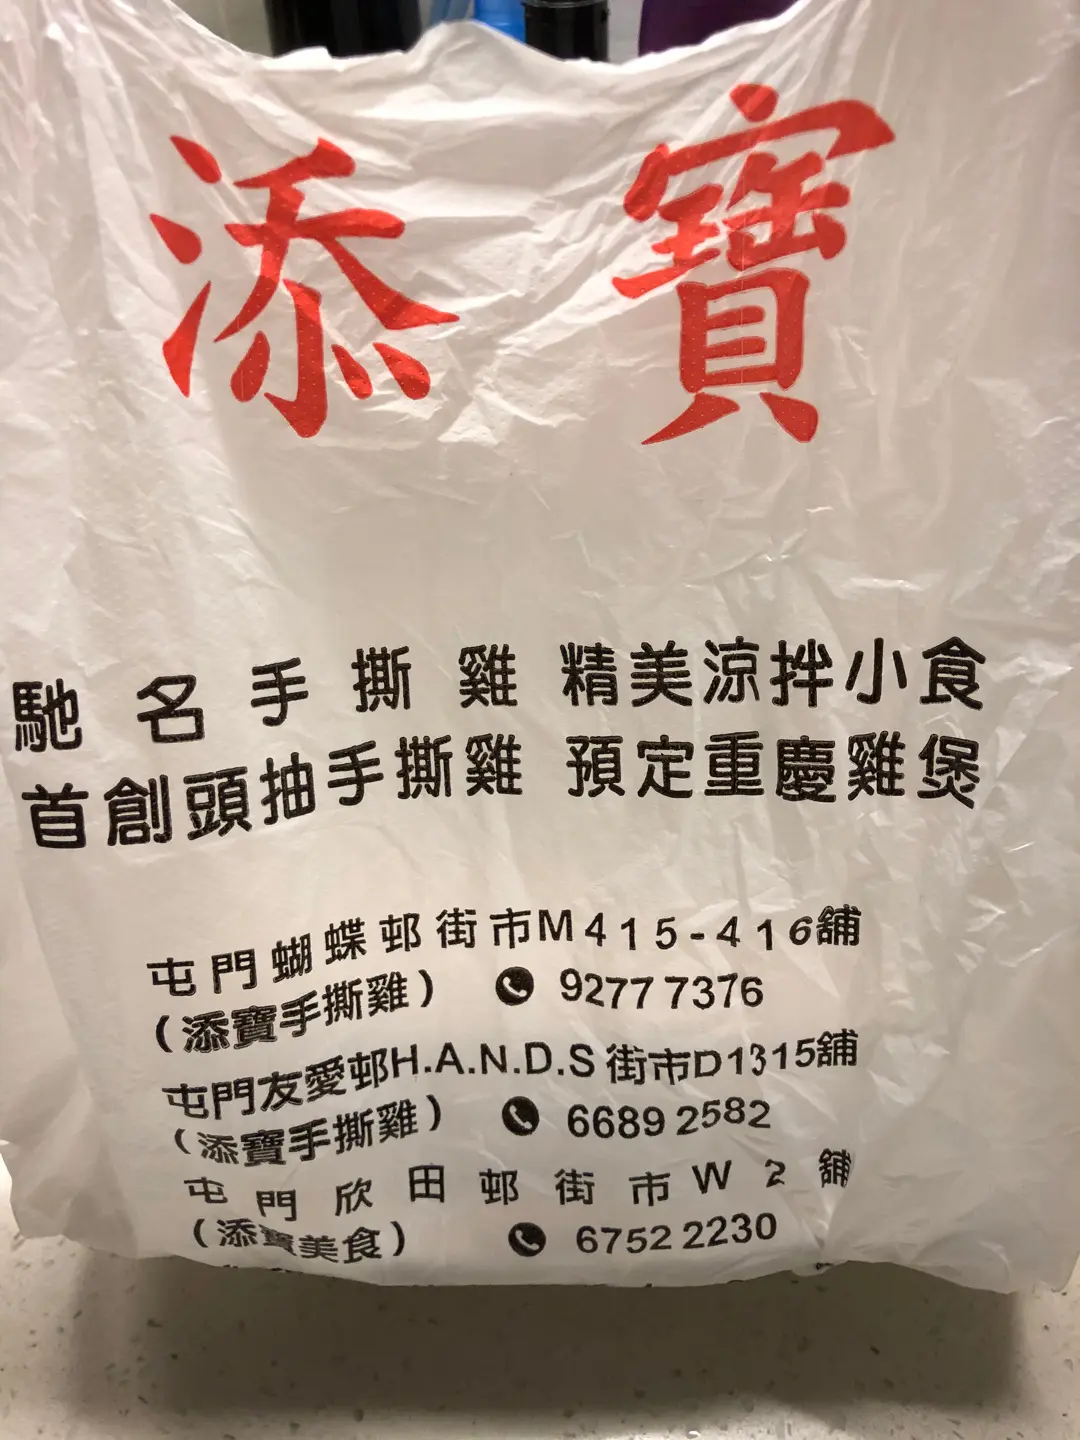 添寶
馳名手撕雞 精美涼拌小食
首創頭抽手撕雞 預定重慶雞煲
屯門蝴蝶邨街市M415-416舖
（添寶手撕雞） 9277 7376
屯門友愛邨H.A.N.D.S街市D1315舖
（添寶手撕雞） 6689 2582
屯門欣田邨街市W2舖
（添寶美食） 6752 2230